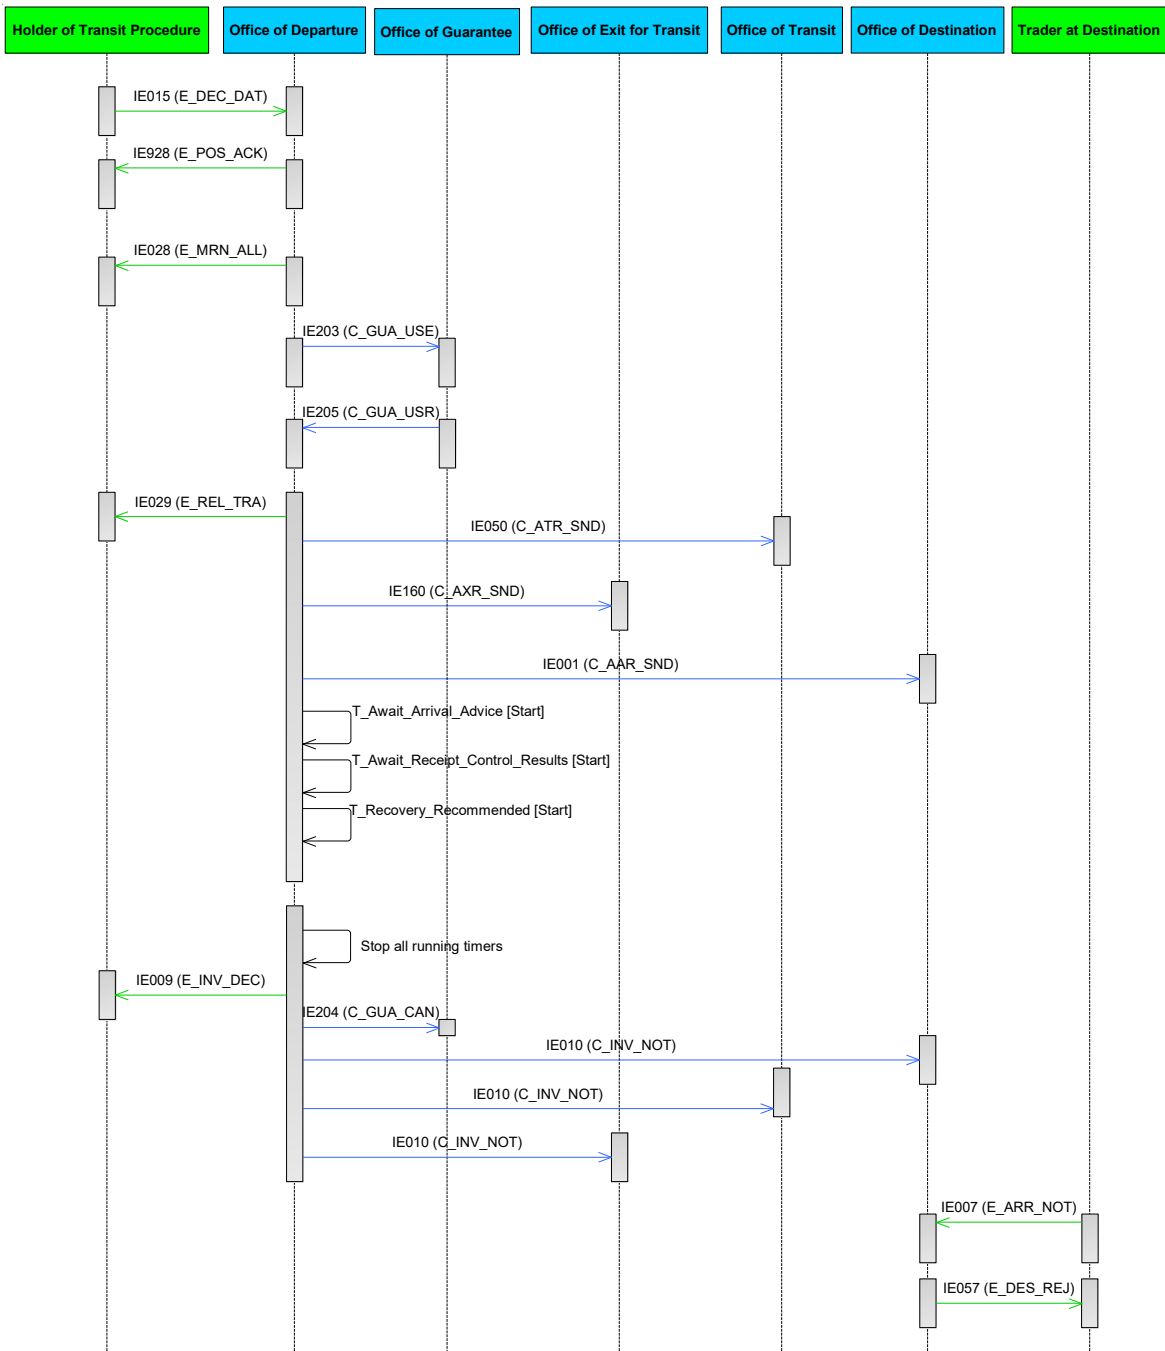 Holder of Transit Procedure
Office of Departure
Office of Guarantee
Office of Exit for Transit
Office of Transit
Office of Destination
Trader at Destination
IE015 (E_DEC_DAT)
IE928 (E_POS_ACK)
IE028 (E_MRN_ALL)
IE203 (C_GUA_USE)
IE205 (C_GUA_USR)
IE029 (E_REL_TRA)
IE050 (C_ATR_SND)
IE160 (C_AXR_SND)
IE001 (C_AAR_SND)
T_Await_Arrival_Advice [Start]
T_Await_Receipt_Control_Results [Start]
T_Recovery_Recommended [Start]
Stop all running timers
IE009 (E_INV_DEC)
IE204 (C_GUA_CAN)
IE010 (C_INV_NOT)
IE010 (C_INV_NOT)
IE010 (C_INV_NOT)
IE007 (E_ARR_NOT)
IE057 (E_DES_REJ)